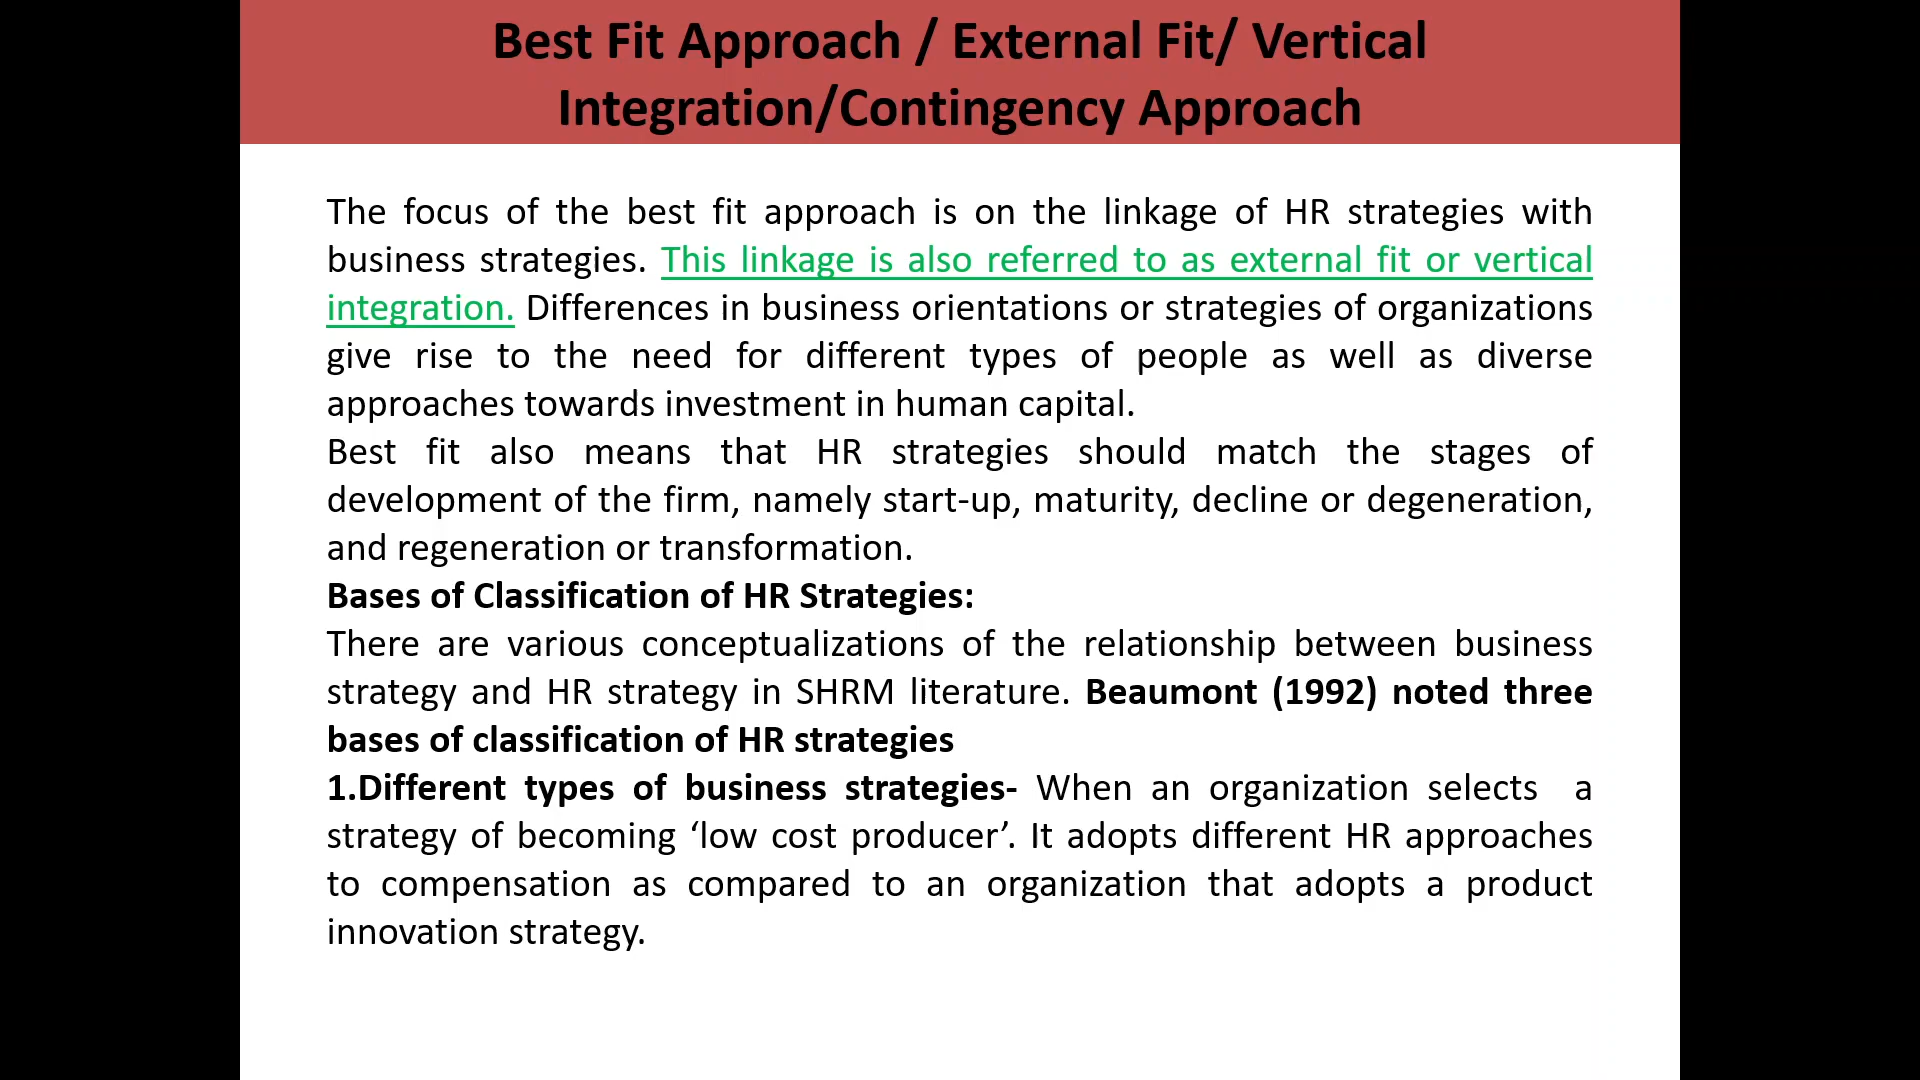 Best Fit Approach / External Fit/ Vertical
Integration/Contingency Approach
The focus of the best fit approach is on the linkage of HR strategies with
business strategies. This linkage is also referred to as external fit or vertical
integration. Differences in business orientations or strategies of organizations
give rise to the need for different types of people as well as diverse
approaches towards investment in human capital.
Best fit also means that HR strategies should match the stages of
development of the firm, namely start-up, maturity, decline or degeneration,
and regeneration or transformation.
Bases of Classification of HR Strategies:
There are various conceptualizations of the relationship between business
strategy and HR strategy in SHRM literature. Beaumont (1992) noted three
bases of classification of HR strategies
1.Different types of business strategies- When an organization selects a
strategy of becoming ‘low cost producer’. It adopts different HR approaches
to compensation as compared to an organization that adopts a product
innovation strategy.